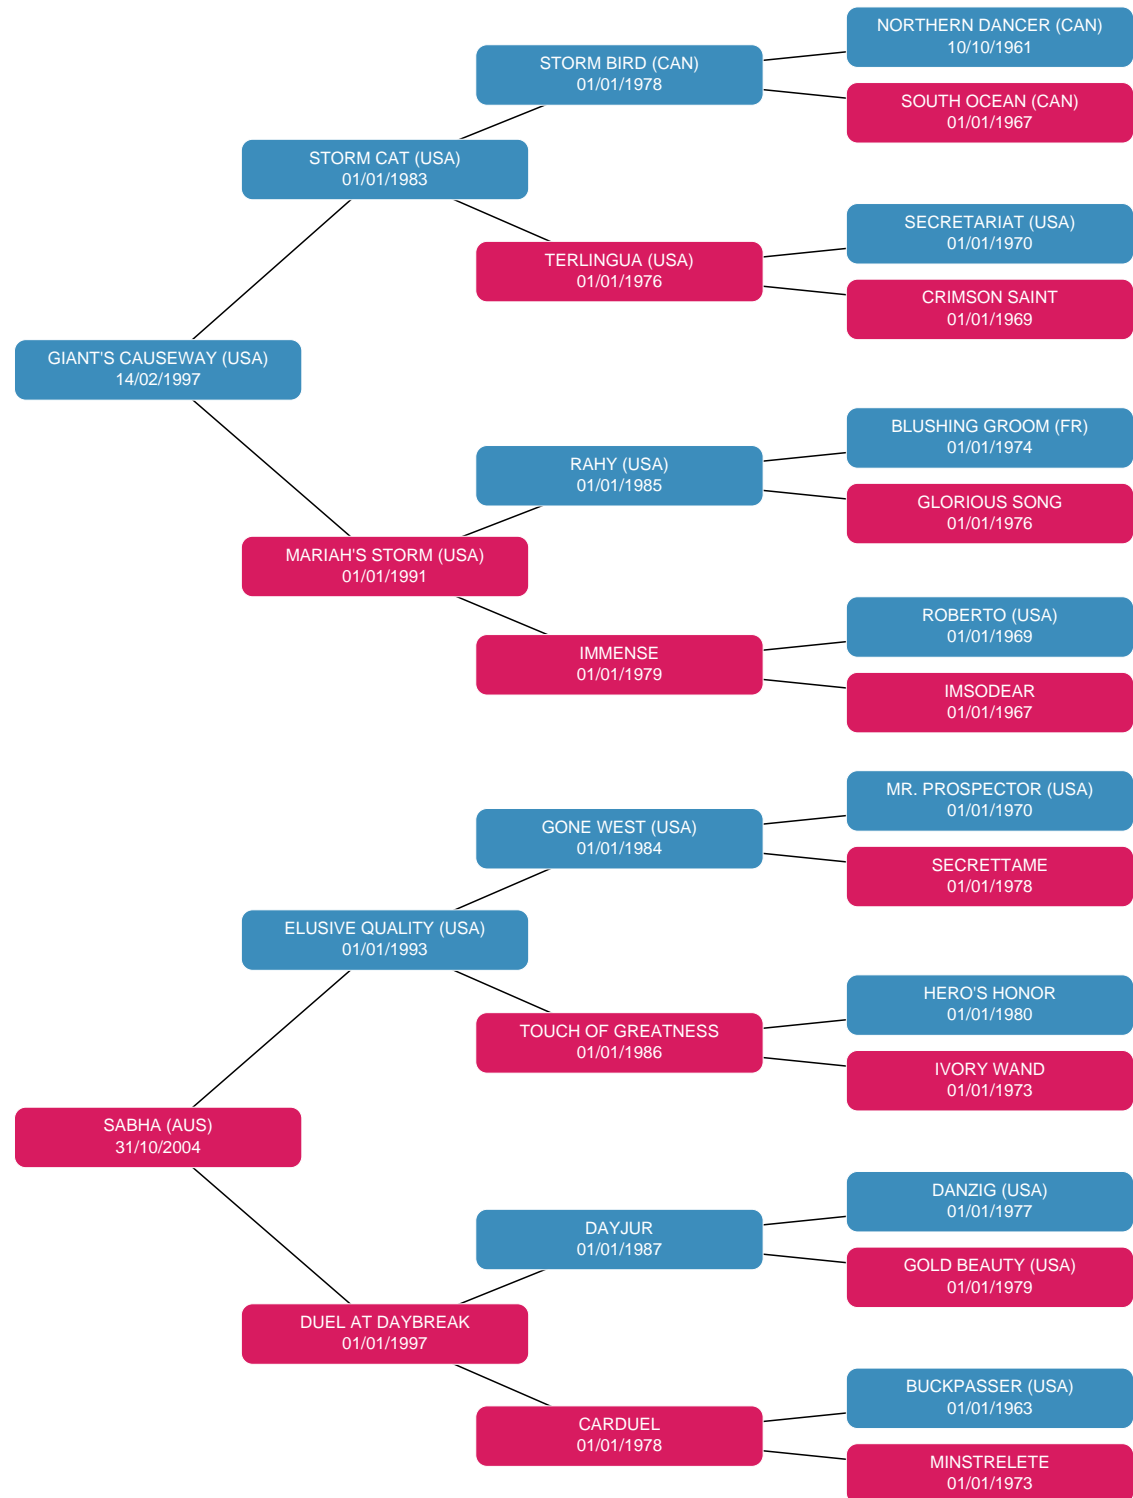 NORTHERN DANCER (CAN)
10/10/1961
STORM BIRD (CAN)
01/01/1978
SOUTH OCEAN (CAN)
01/01/1967
STORM CAT (USA)
01/01/1983
SECRETARIAT (USA)
01/01/1970
TERLINGUA (USA)
01/01/1976
CRIMSON SAINT
01/01/1969
GIANT'S CAUSEWAY (USA)
14/02/1997
BLUSHING GROOM (FR)
01/01/1974
RAHY (USA)
01/01/1985
GLORIOUS SONG
01/01/1976
MARIAH'S STORM (USA)
01/01/1991
ROBERTO (USA)
01/01/1969
IMMENSE
01/01/1979
IMSODEAR
01/01/1967
MR. PROSPECTOR (USA)
01/01/1970
GONE WEST (USA)
01/01/1984
SECRETTAME
01/01/1978
ELUSIVE QUALITY (USA)
01/01/1993
HERO'S HONOR
01/01/1980
TOUCH OF GREATNESS
01/01/1986
IVORY WAND
01/01/1973
SABHA (AUS)
31/10/2004
DANZIG (USA)
01/01/1977
DAYJUR
01/01/1987
GOLD BEAUTY (USA)
01/01/1979
DUEL AT DAYBREAK
01/01/1997
BUCKPASSER (USA)
01/01/1963
CARDUEL
01/01/1978
MINSTRELETE
01/01/1973